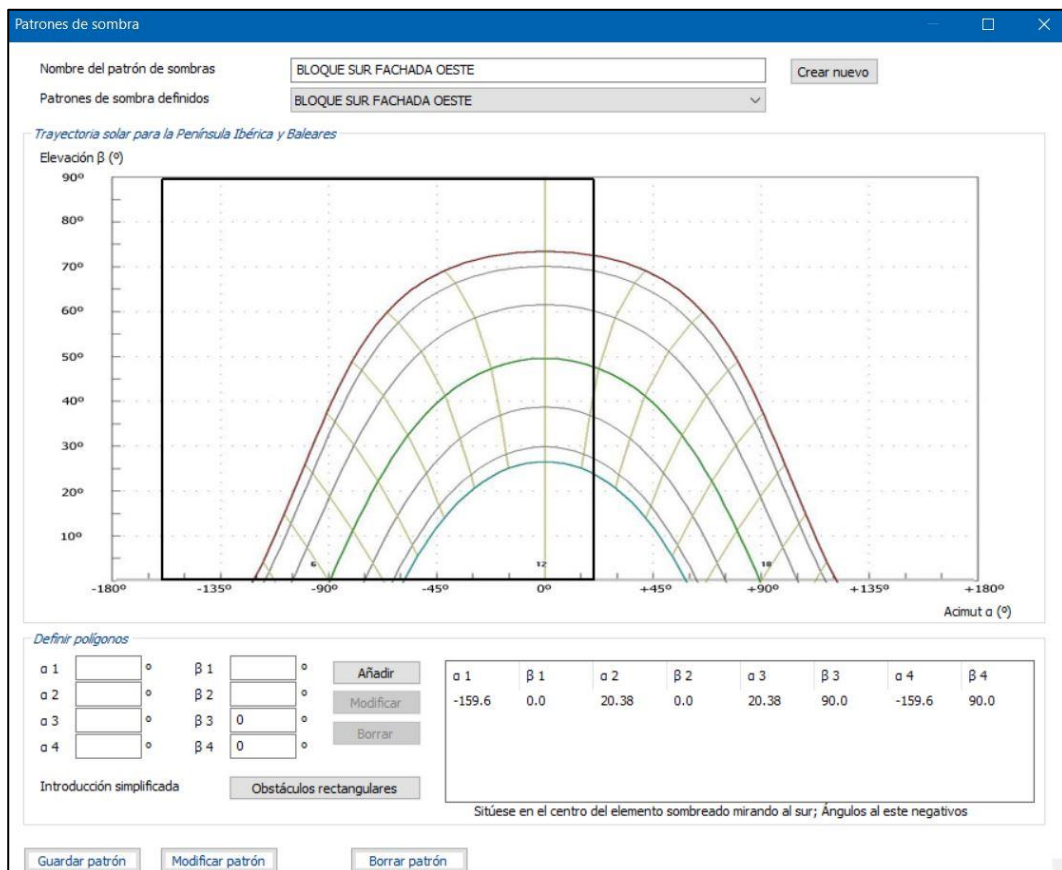 Patrones de sombra
Nombre del patrón de sombras BLOQUE SUR FACHADA OESTE Crear nuevo
Patrones de sombra definidos BLOQUE SUR FACHADA OESTE
Trayectoria solar para la Península Ibérica y Baleares
Elevación β (º)
90º
80º
70º
60º
50º
40º
30º
20º
10º
6 12 18
-180º -135º -90º -45º 0º +45º +90º +135º +180º
Acimut α (º)
Definir polígonos
α 1 º β 1 º Añadir
α 2 º β 2 º Modificar
α 3 º β 3 0 º Borrar
α 4 º β 4 0 º
α 1 β 1 α 2 β 2 α 3 β 3 α 4 β 4
-159.6 0.0 20.38 0.0 20.38 90.0 -159.6 90.0
Introducción simplificada Obstáculos rectangulares
Sitúese en el centro del elemento sombreado mirando al sur; Ángulos al este negativos
Guardar patrón Modificar patrón Borrar patrón